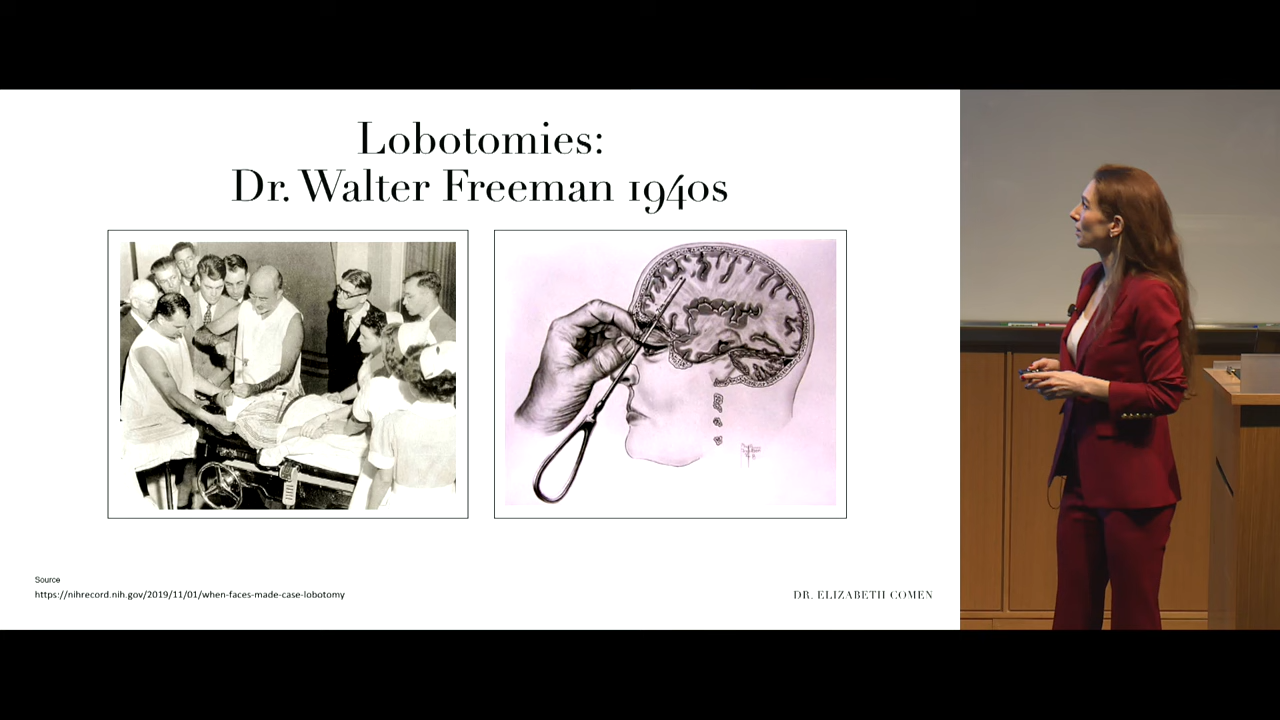 Lobotomies:
Dr. Walter Freeman 1940s
Source
https://nihrecord.nih.gov/2019/11/01/when-faces-made-case-lobotomy
DR. ELIZABETH COMEN